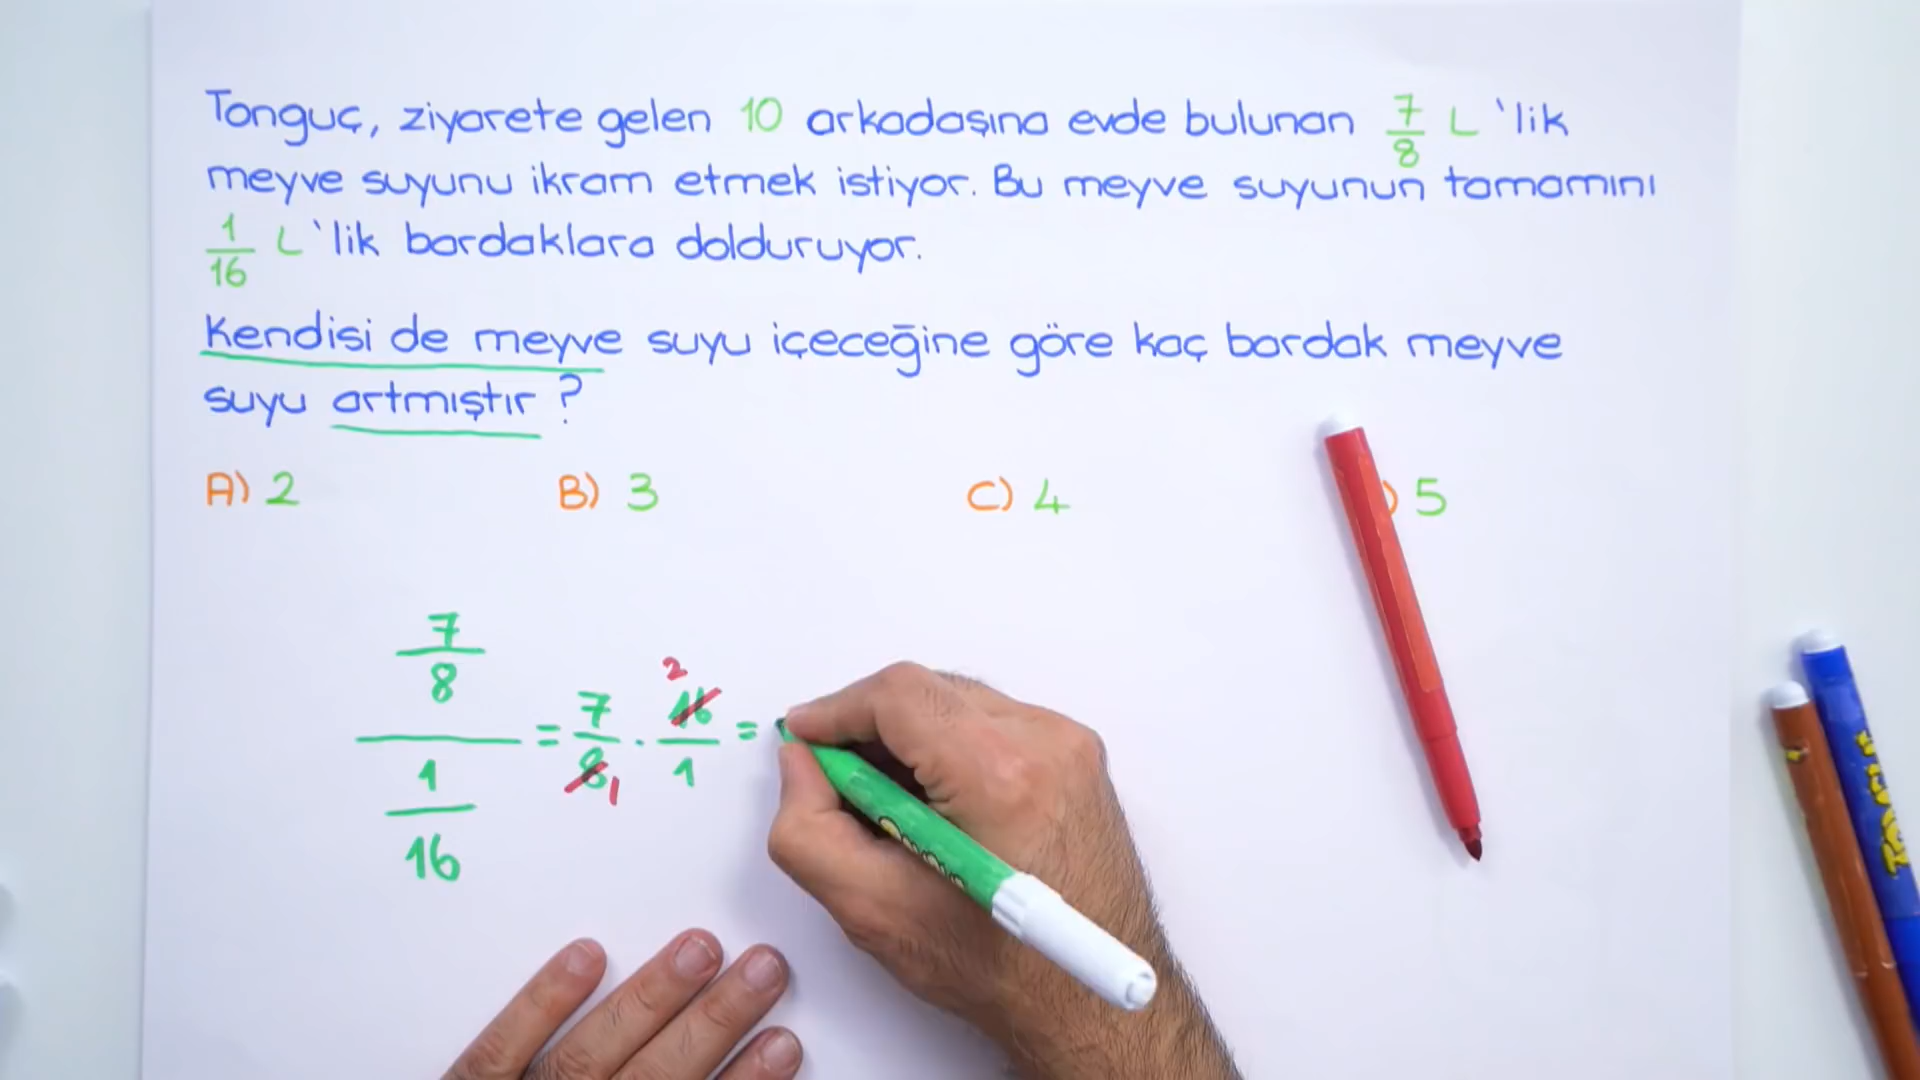 Tonguç, ziyarete gelen 10 arkadaşına evde bulunan 7/8 L 'lik
meyve suyunu ikram etmek istiyor. Bu meyve suyunun tamamını
1/16 L 'lik bardaklara dolduruyor.
Kendisi de meyve suyu içeceğine göre kaç bardak meyve
suyu artmıştır ?
A) 2 B) 3 C) 4 ) 5
7/8
1/16
= 7/8 . 16/1 =
2
1